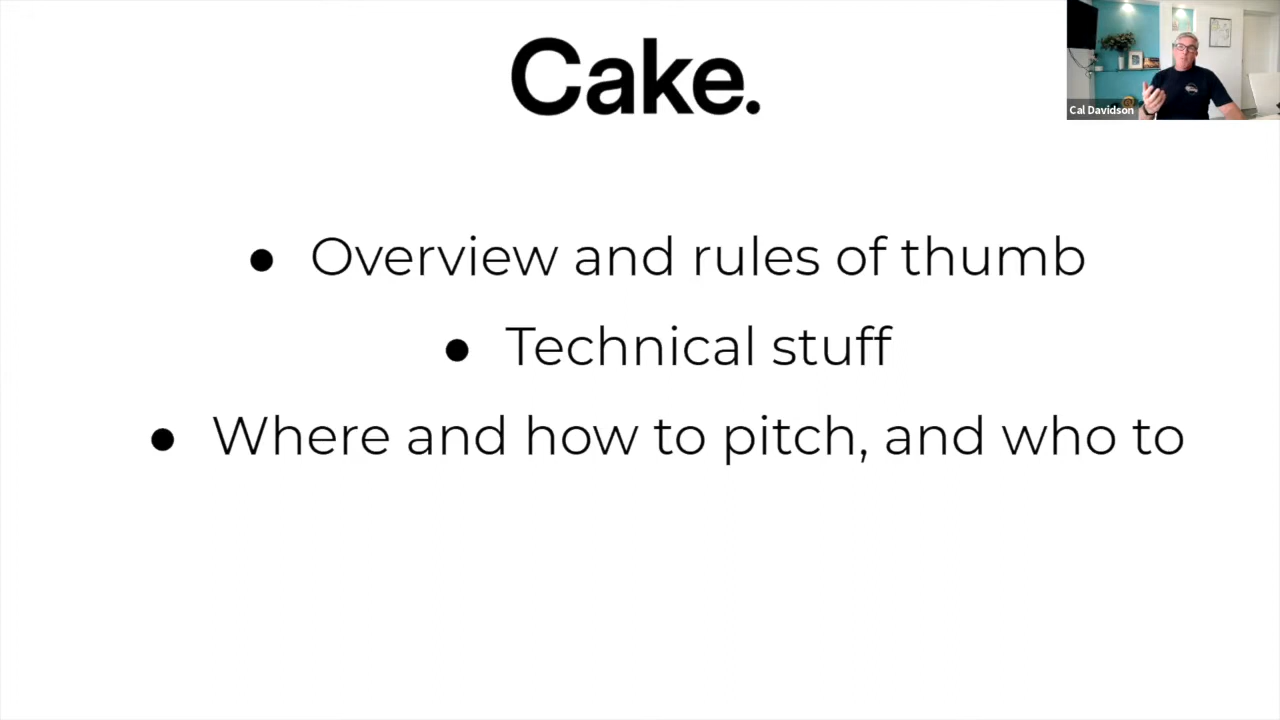 Cake.
Cal Davidson
● Overview and rules of thumb
● Technical stuff
● Where and how to pitch, and who to